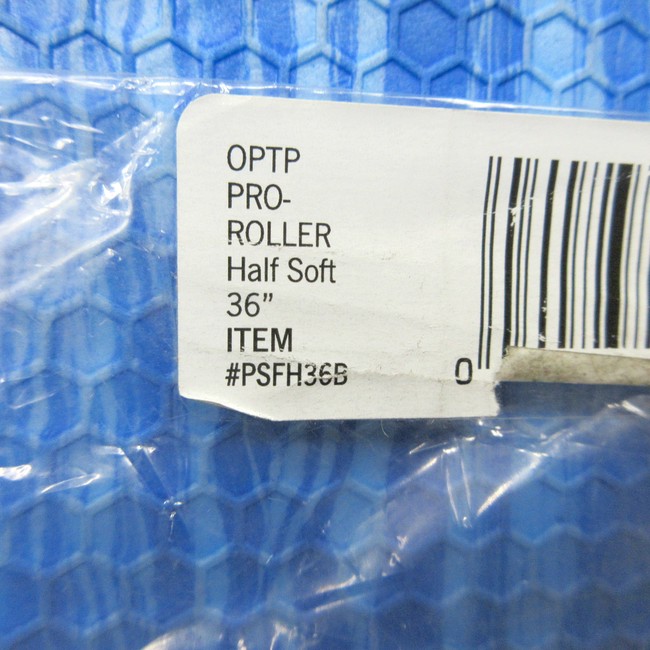 OPTP
PRO-
ROLLER
Half Soft
36"
ITEM
#PSFH36B
0